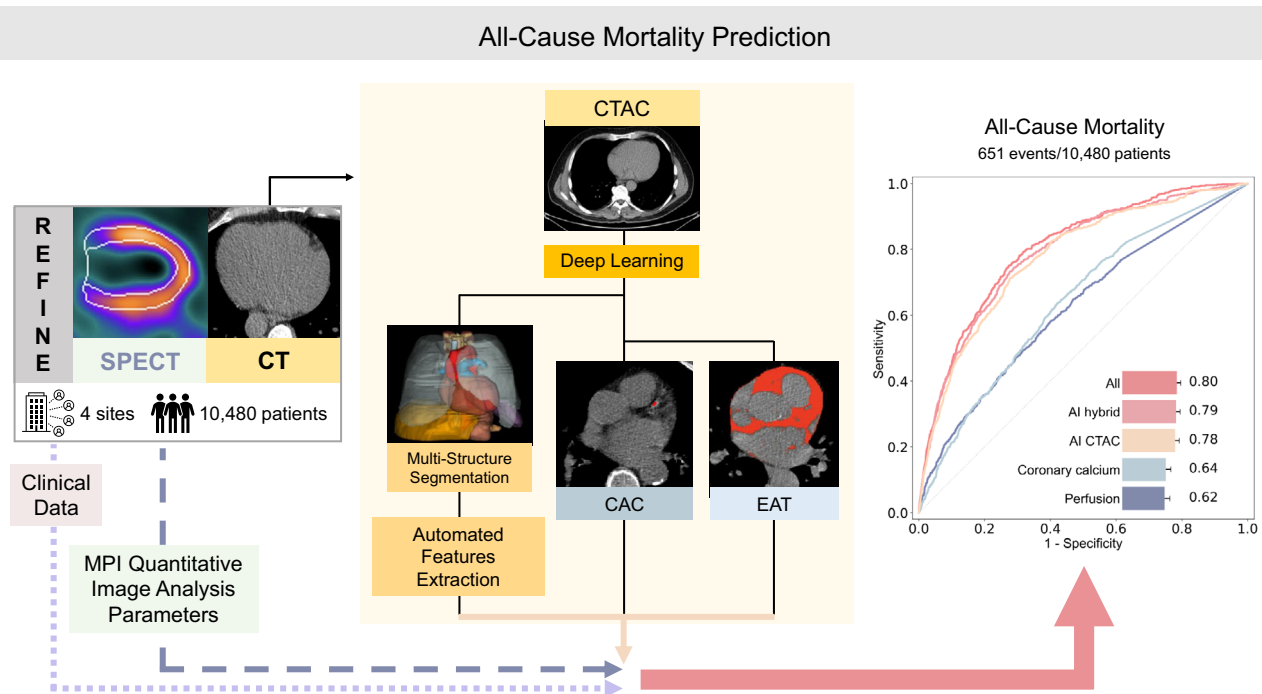 All-Cause Mortality Prediction
REFINE
SPECT
CT
4 sites
10,480 patients
Clinical
Data
MPI Quantitative
Image Analysis
Parameters
CTAC
Deep Learning
Multi-Structure
Segmentation
CAC
EAT
Automated
Features
Extraction
All-Cause Mortality
651 events/10,480 patients
Sensitivity
1.0
0.8
0.6
0.4
0.2
0.0
All 0.80
AI hybrid 0.79
AI CTAC 0.78
Coronary calcium 0.64
Perfusion 0.62
0.0 0.2 0.4 0.6 0.8 1.0
1 - Specificity